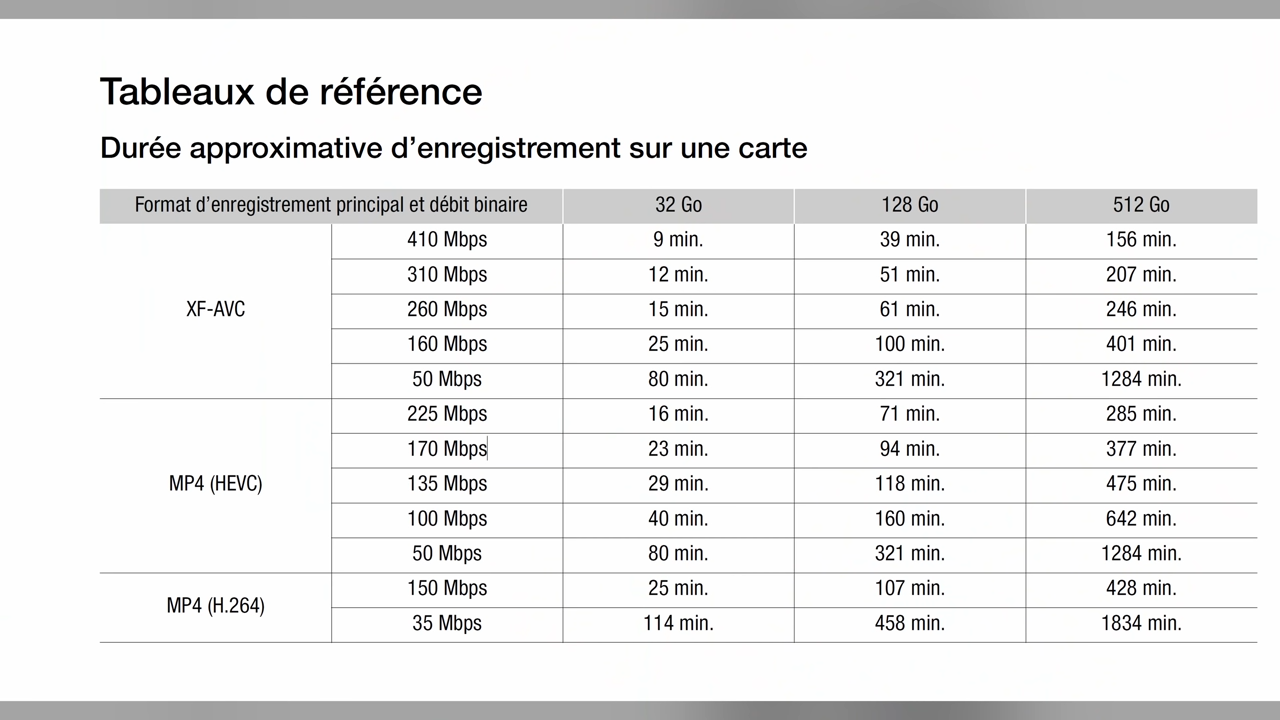 Tableaux de référence
Durée approximative d’enregistrement sur une carte
Format d’enregistrement principal et débit binaire 32 Go 128 Go 512 Go
XF-AVC
410 Mbps 9 min. 39 min. 156 min.
310 Mbps 12 min. 51 min. 207 min.
260 Mbps 15 min. 61 min. 246 min.
160 Mbps 25 min. 100 min. 401 min.
50 Mbps 80 min. 321 min. 1284 min.
MP4 (HEVC)
225 Mbps 16 min. 71 min. 285 min.
170 Mbps 23 min. 94 min. 377 min.
135 Mbps 29 min. 118 min. 475 min.
100 Mbps 40 min. 160 min. 642 min.
50 Mbps 80 min. 321 min. 1284 min.
MP4 (H.264)
150 Mbps 25 min. 107 min. 428 min.
35 Mbps 114 min. 458 min. 1834 min.